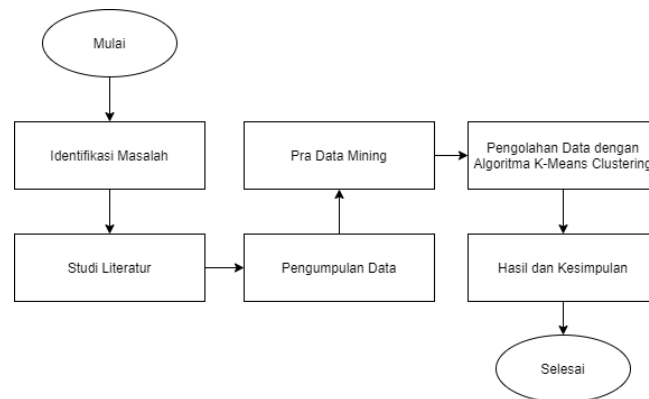 Mulai
Identifikasi Masalah
Studi Literatur
Pengumpulan Data
Pra Data Mining
Pengolahan Data dengan
Algoritma K-Means Clustering
Hasil dan Kesimpulan
Selesai